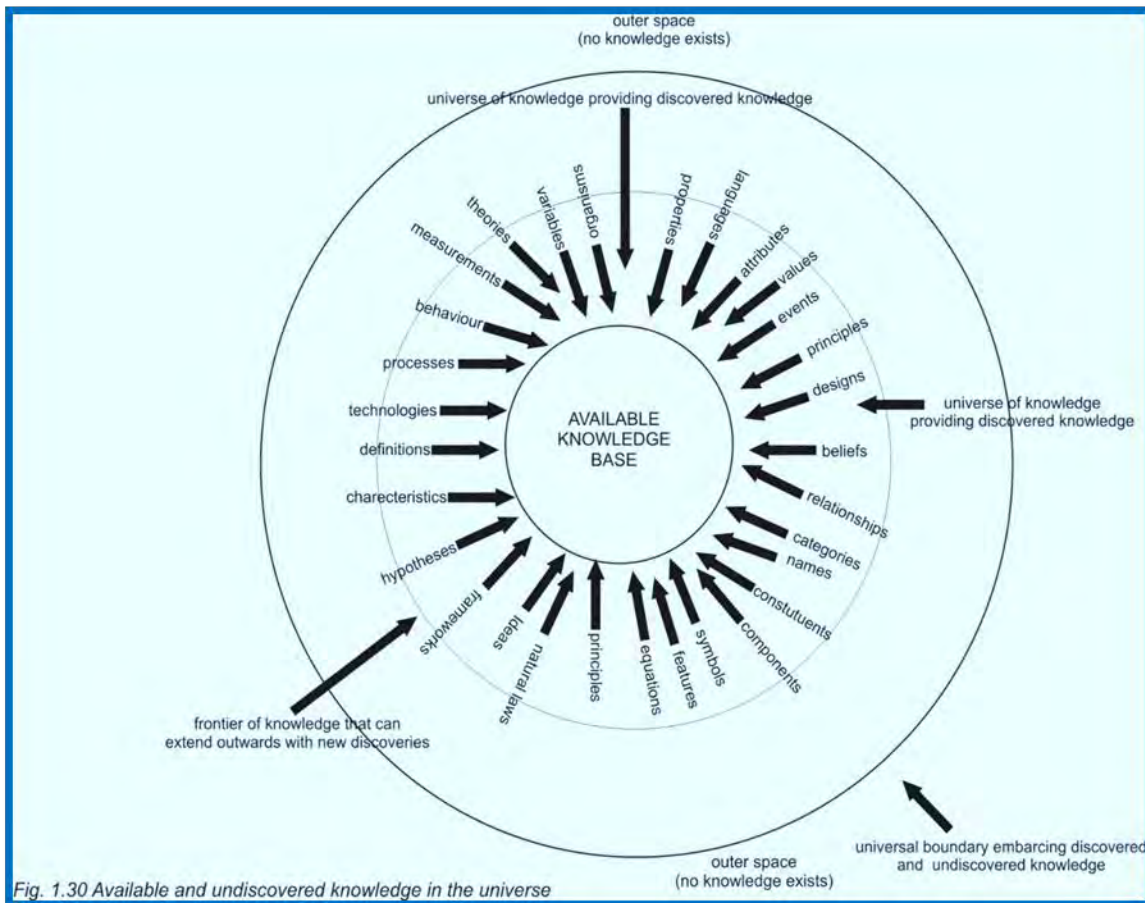 outer space
(no knowledge exists)
universe of knowledge providing discovered knowledge
organisms
variables
theories
measurements
behaviour
processes
technologies
definitions
charecteristics
hypotheses
frameworks
Ideas
natural laws
principles
equations
features
symbols
components
constutuents
names
categories
relationships
beliefs
designs
principles
events
values
attributes
languages
properties
AVAILABLE
KNOWLEDGE
BASE
universe of knowledge
providing discovered knowledge
frontier of knowledge that can
extend outwards with new discoveries
universal boundary embarcing discovered
and undiscovered knowledge
outer space
(no knowledge exists)
Fig. 1.30 Available and undiscovered knowledge in the universe